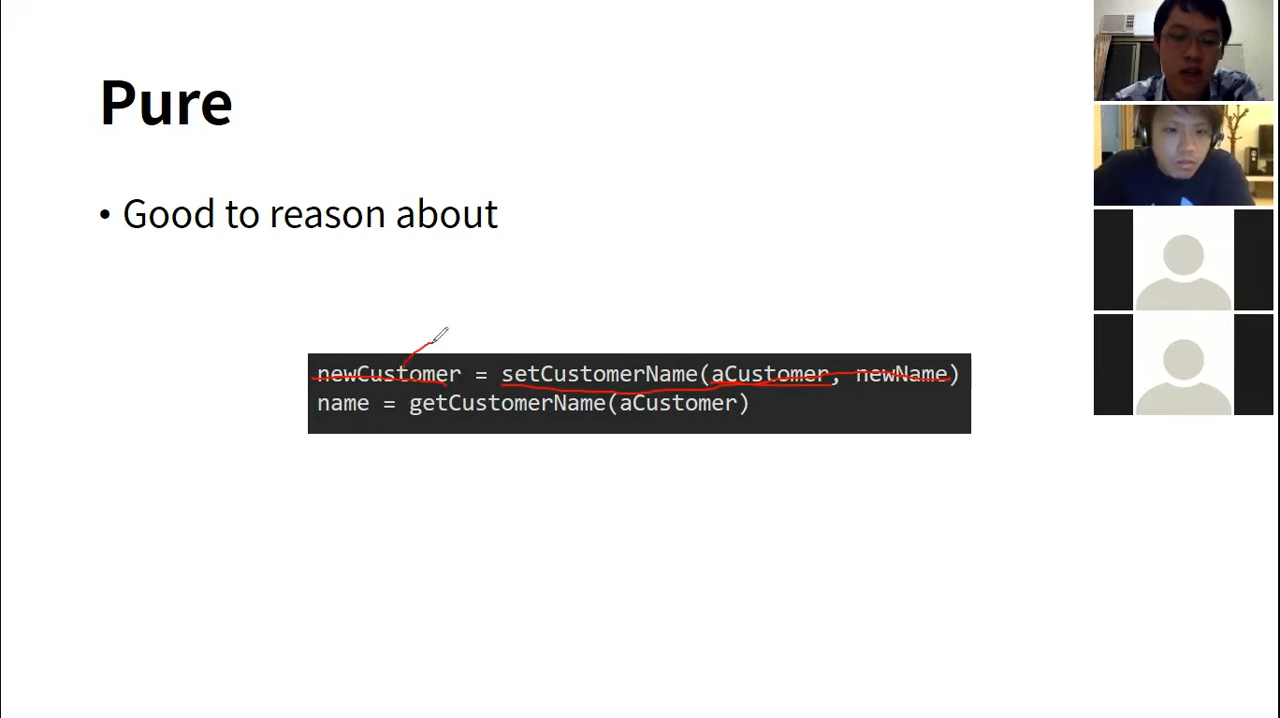 Pure
• Good to reason about
newCustomer = setCustomerName(aCustomer, newName)
name = getCustomerName(aCustomer)